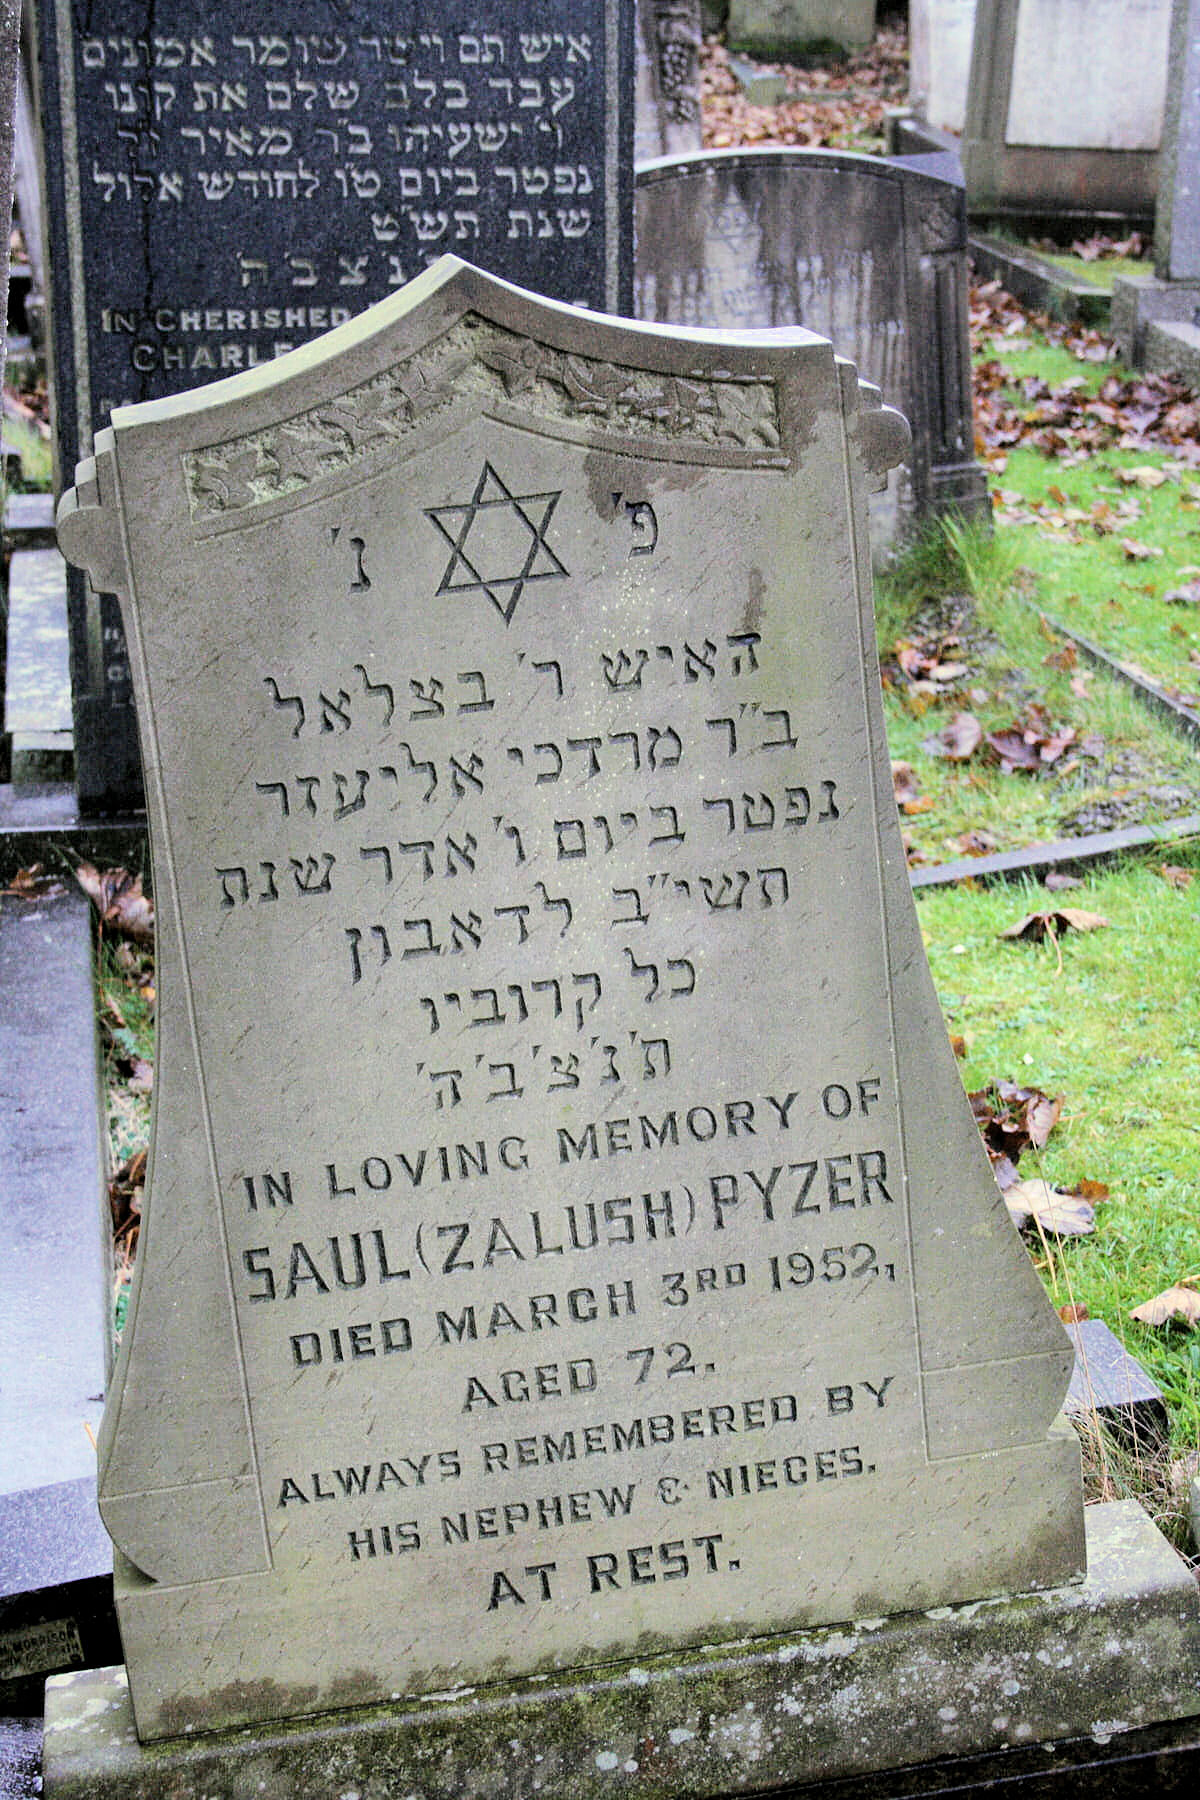 איש תם וישר שומר אמונים
עבד בלב שלם את קונו
ר' ישעיהו ב"ר מאיר ז"ל
נפטר ביום ט"ו לחודש אלול
שנת תש"ט
נ' צ' ב' ה'
IN CHERISHED
CHARLE
פ' נ'
האיש ר' בצלאל
ב"ר מרדכי אליעזר
נפטר ביום ו' אדר שנת
תשי"ב לדאבון
כל קרוביו
ת'נ'צ'ב'ה'
IN LOVING MEMORY OF
SAUL (ZALUSH) PYZER
DIED MARCH 3RD 1952,
AGED 72.
ALWAYS REMEMBERED BY
HIS NEPHEW & NIECES.
AT REST.
MORRISON